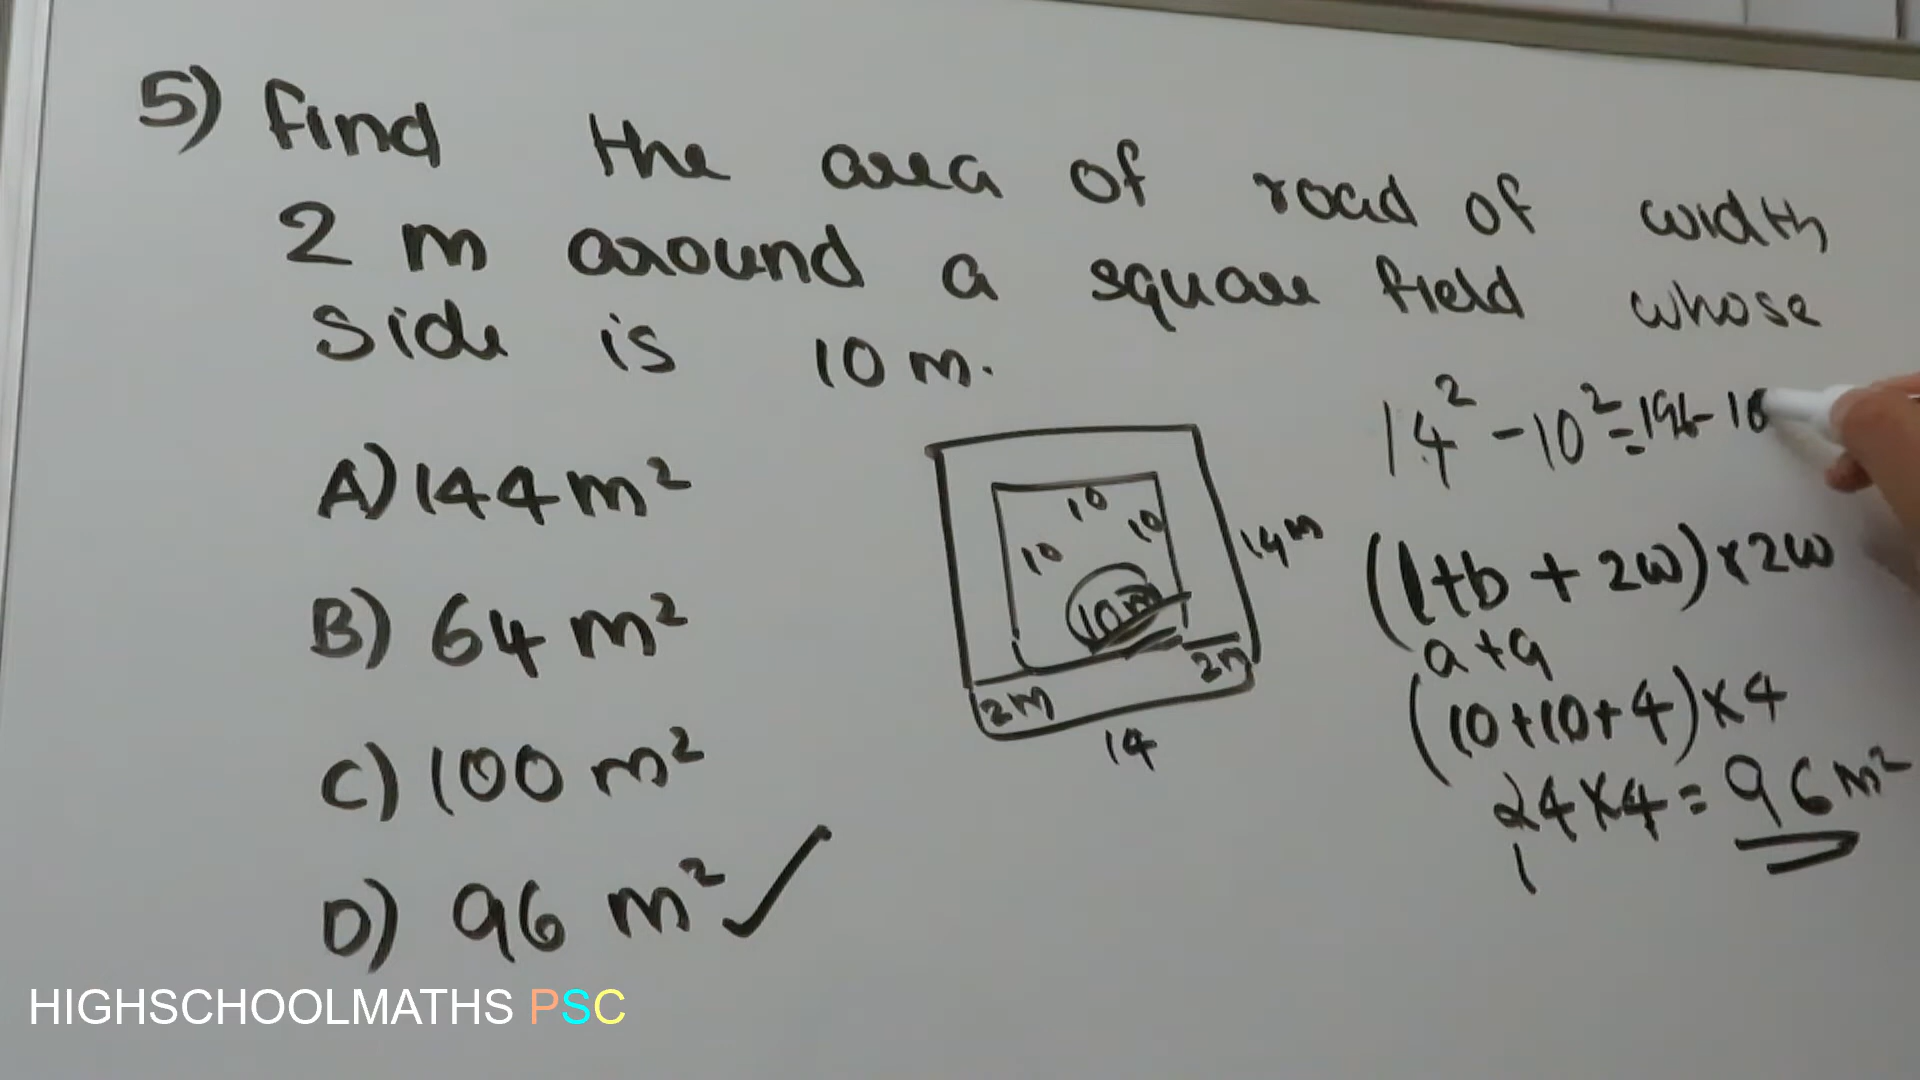 5) Find the area of road of width
2 m around a square field whose
side is 10 m.
A) 144 m²
B) 64 m²
C) 100 m²
D) 96 m² ✓
10
10
10
10m
14m
2m
2m
14
14² - 10² = 196 - 10
(l+b + 2w) × 2w
a + a
(10+10+4) × 4
24 × 4 = 96 m²
HIGHSCHOOLMATHS PSC